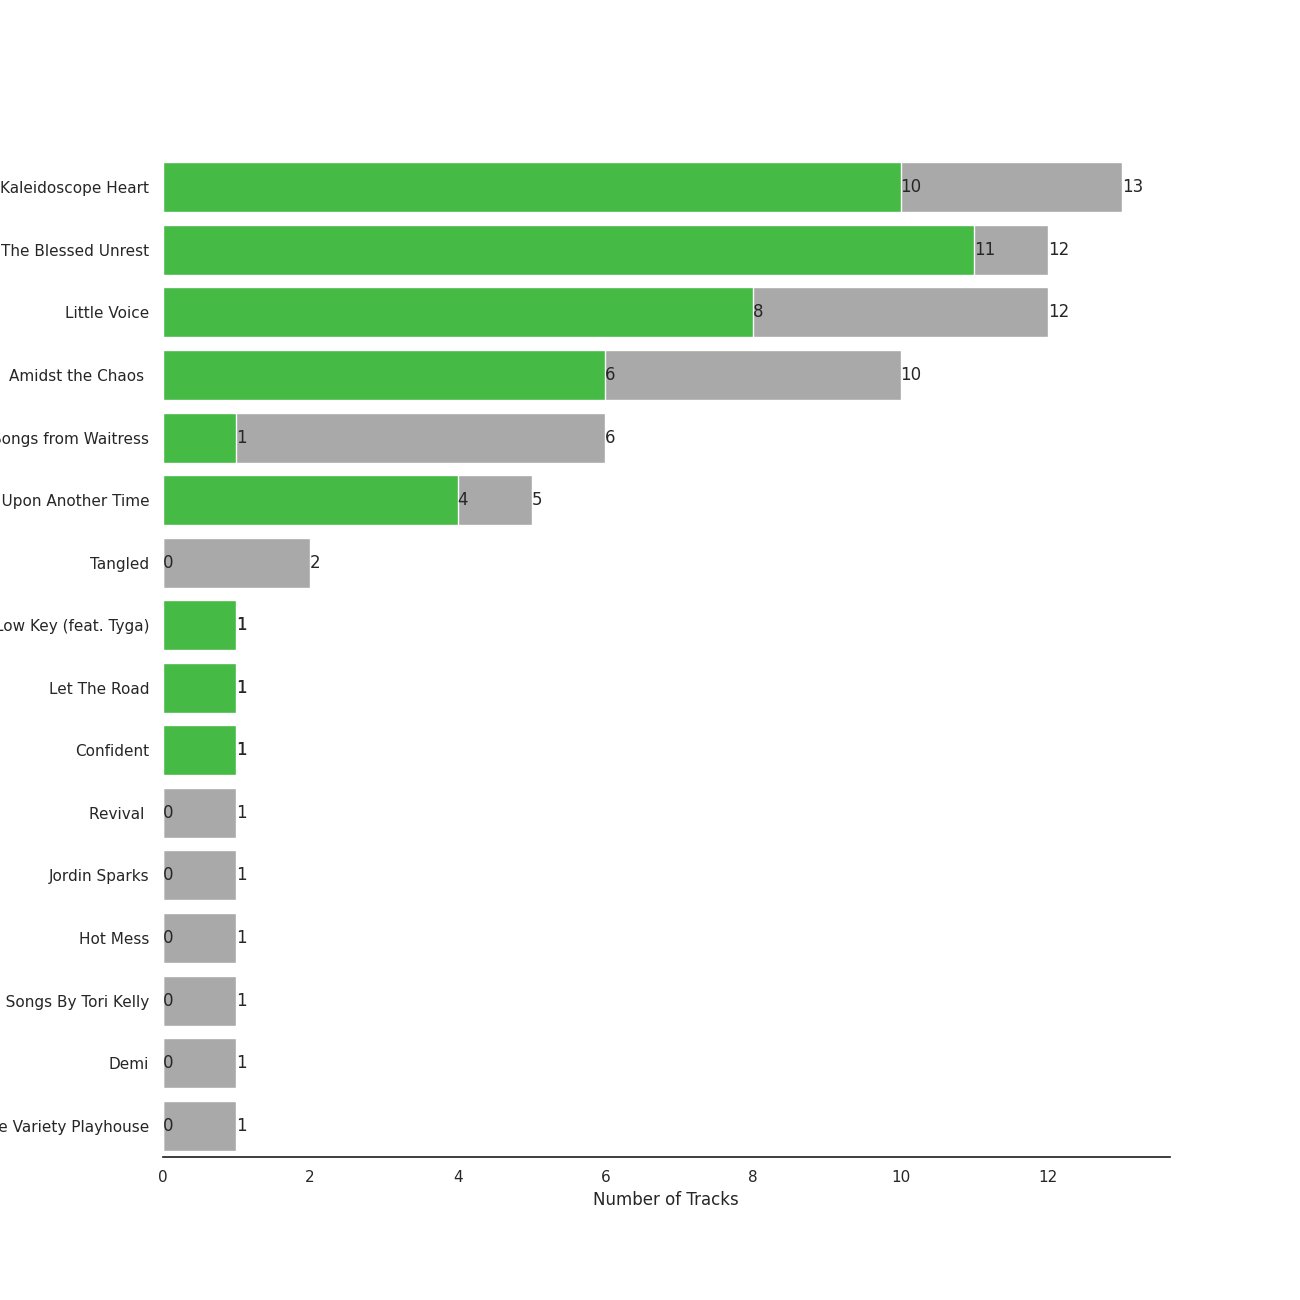 Kaleidoscope Heart 10 13
The Blessed Unrest 11 12
Little Voice 8 12
Amidst the Chaos 6 10
Songs from Waitress 1 6
Upon Another Time 4 5
Tangled 0 2
Low Key (feat. Tyga) 1
Let The Road 1
Confident 1
Revival 0 1
Jordin Sparks 0 1
Hot Mess 0 1
Songs By Tori Kelly 0 1
Demi 0 1
Variety Playhouse 0 1
0 2 4 6 8 10 12
Number of Tracks